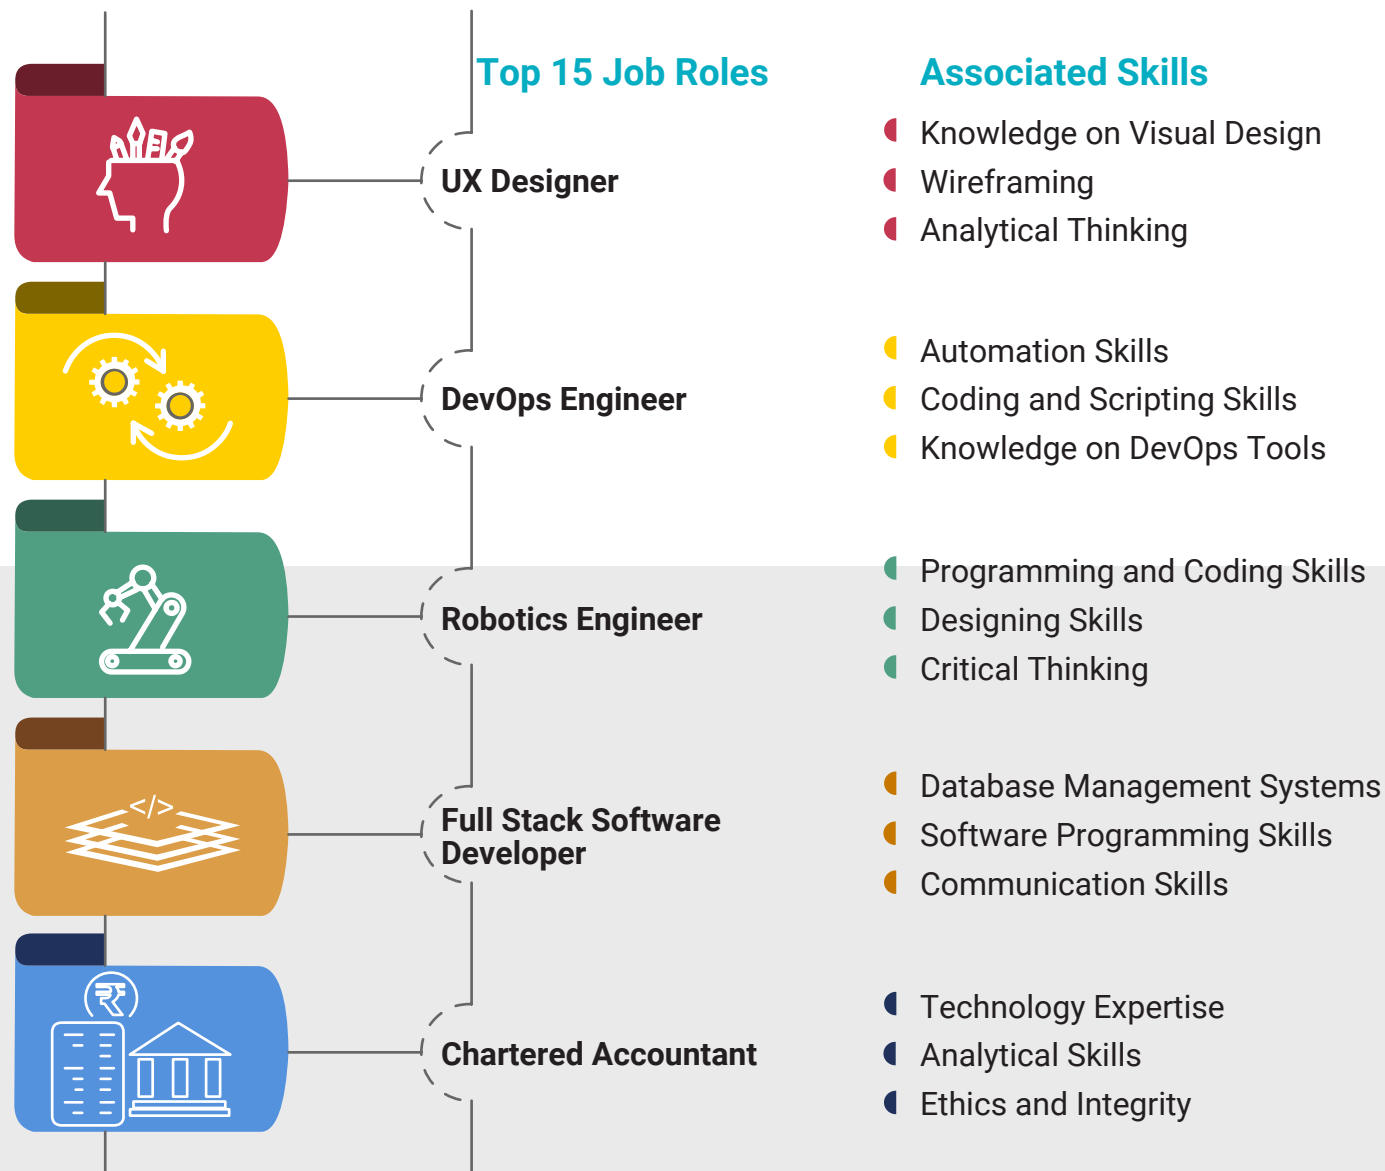 Top 15 Job Roles
Associated Skills
UX Designer
Knowledge on Visual Design
Wireframing
Analytical Thinking
DevOps Engineer
Automation Skills
Coding and Scripting Skills
Knowledge on DevOps Tools
Robotics Engineer
Programming and Coding Skills
Designing Skills
Critical Thinking
</>
Full Stack Software
Developer
Database Management Systems
Software Programming Skills
Communication Skills
₹
Chartered Accountant
Technology Expertise
Analytical Skills
Ethics and Integrity